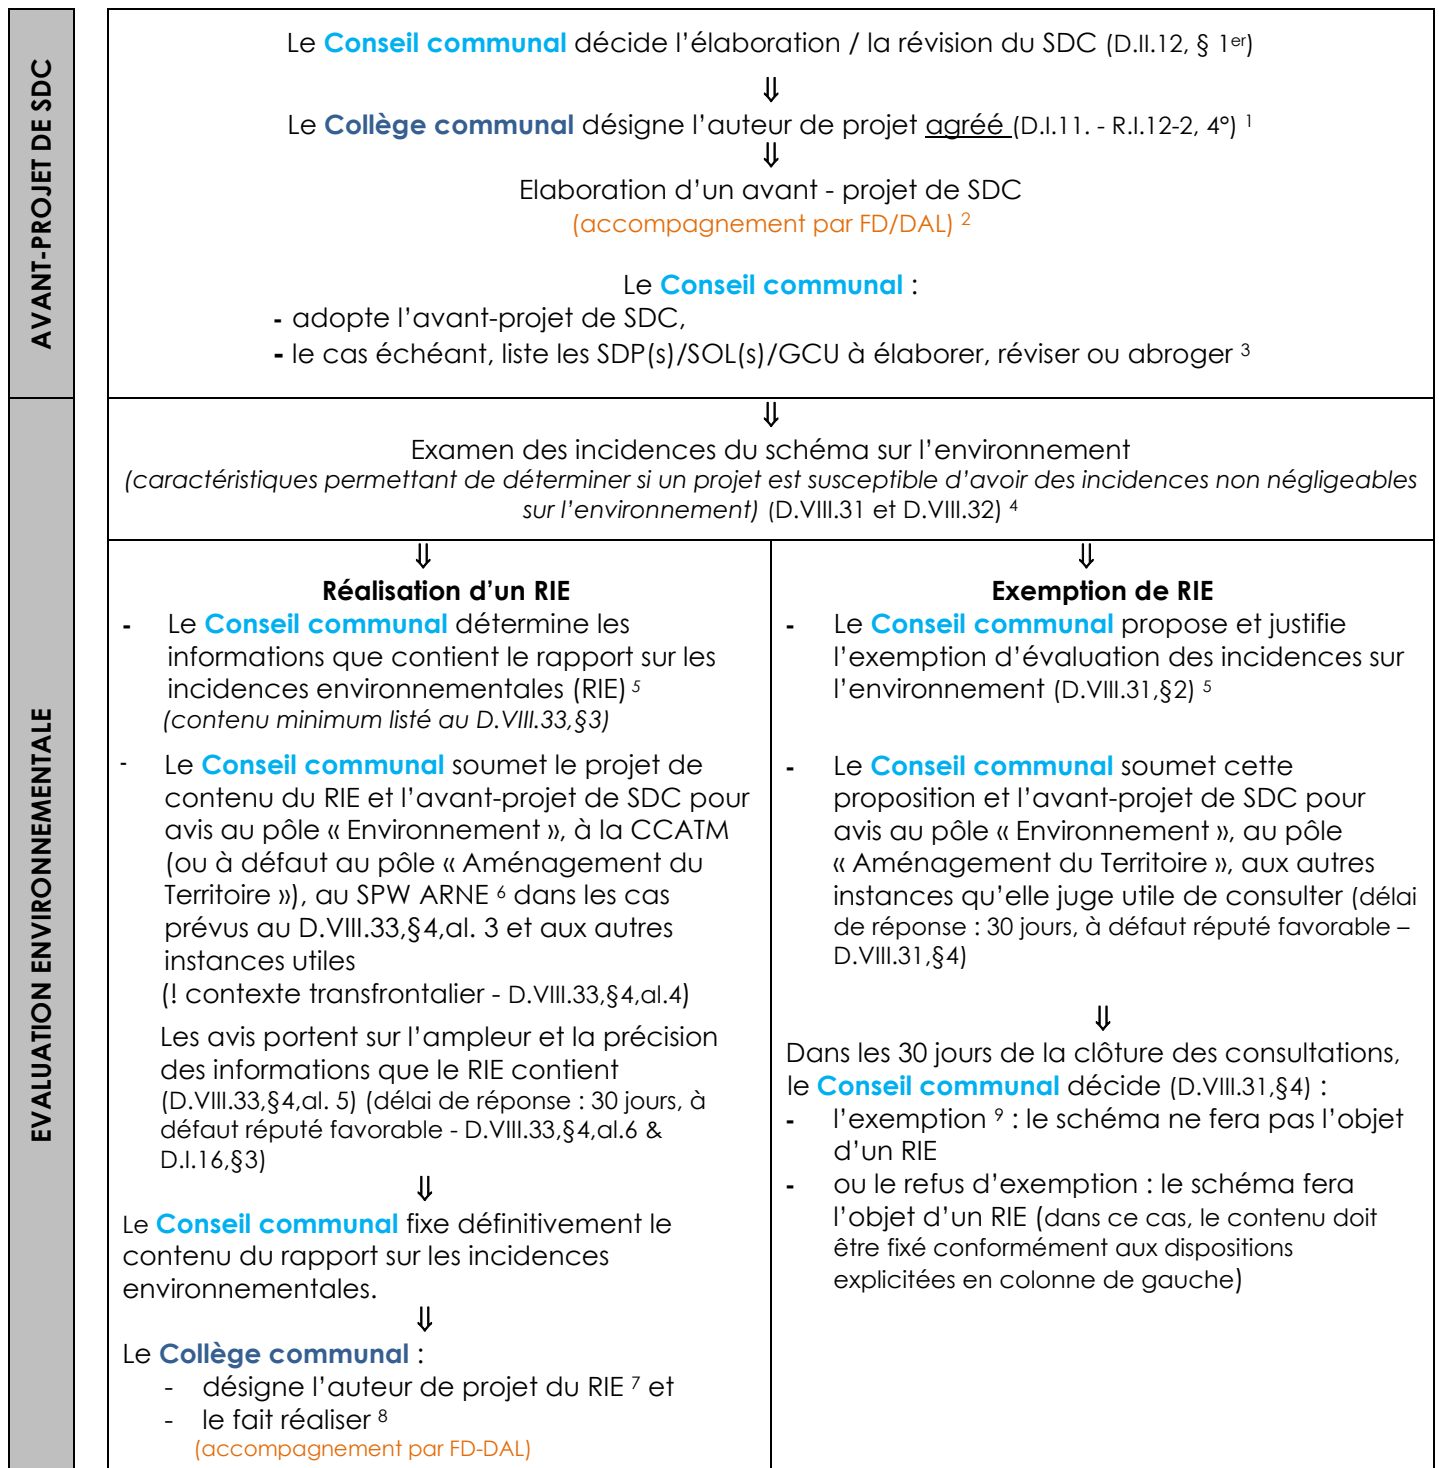 AVANT-PROJET DE SDC
Le Conseil communal décide l’élaboration / la révision du SDC (D.II.12, § 1er)
⇓
Le Collège communal désigne l’auteur de projet agréé (D.I.11. - R.I.12-2, 4°) 1
⇓
Elaboration d’un avant - projet de SDC
(accompagnement par FD/DAL) 2
Le Conseil communal :
- adopte l’avant-projet de SDC,
- le cas échéant, liste les SDP(s)/SOL(s)/GCU à élaborer, réviser ou abroger 3
EVALUATION ENVIRONNEMENTALE
⇓
Examen des incidences du schéma sur l’environnement
(caractéristiques permettant de déterminer si un projet est susceptible d’avoir des incidences non négligeables
sur l’environnement) (D.VIII.31 et D.VIII.32) 4
⇓
Réalisation d’un RIE
- Le Conseil communal détermine les
informations que contient le rapport sur les
incidences environnementales (RIE) 5
(contenu minimum listé au D.VIII.33,§3)
- Le Conseil communal soumet le projet de
contenu du RIE et l’avant-projet de SDC pour
avis au pôle « Environnement », à la CCATM
(ou à défaut au pôle « Aménagement du
Territoire »), au SPW ARNE 6 dans les cas
prévus au D.VIII.33,§4,al. 3 et aux autres
instances utiles
(! contexte transfrontalier - D.VIII.33,§4,al.4)
Les avis portent sur l’ampleur et la précision
des informations que le RIE contient
(D.VIII.33,§4,al. 5) (délai de réponse : 30 jours, à
défaut réputé favorable - D.VIII.33,§4,al.6 &
D.I.16,§3)
⇓
Le Conseil communal fixe définitivement le
contenu du rapport sur les incidences
environnementales.
⇓
Le Collège communal :
- désigne l’auteur de projet du RIE 7 et
- le fait réaliser 8
(accompagnement par FD-DAL)
⇓
Exemption de RIE
- Le Conseil communal propose et justifie
l’exemption d’évaluation des incidences sur
l’environnement (D.VIII.31,§2) 5
- Le Conseil communal soumet cette
proposition et l’avant-projet de SDC pour
avis au pôle « Environnement », au pôle
« Aménagement du Territoire », aux autres
instances qu’elle juge utile de consulter (délai
de réponse : 30 jours, à défaut réputé favorable –
D.VIII.31,§4)
⇓
Dans les 30 jours de la clôture des consultations,
le Conseil communal décide (D.VIII.31,§4) :
- l’exemption 9 : le schéma ne fera pas l’objet
d’un RIE
- ou le refus d’exemption : le schéma fera
l’objet d’un RIE (dans ce cas, le contenu doit
être fixé conformément aux dispositions
explicitées en colonne de gauche)